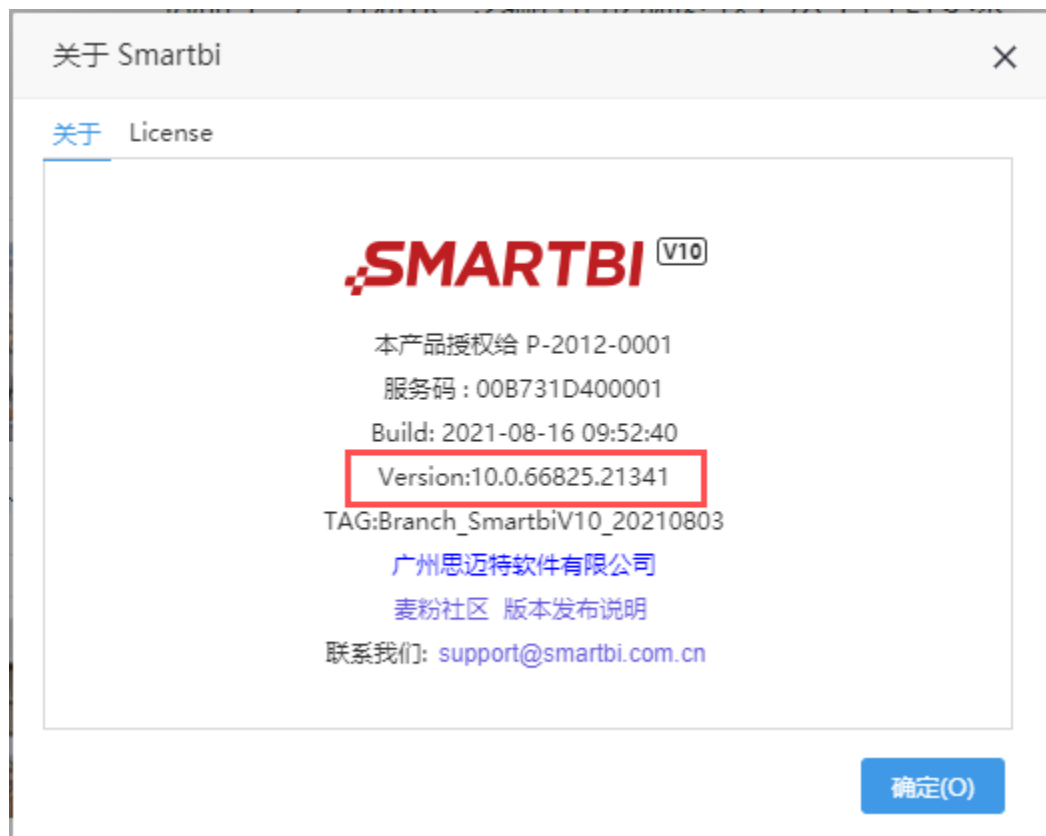 关于 Smartbi
关于 License
SMARTBI V10
本产品授权给 P-2012-0001
服务码 : 00B731D400001
Build: 2021-08-16 09:52:40
Version:10.0.66825.21341
TAG:Branch_SmartbiV10_20210803
广州思迈特软件有限公司
麦粉社区 版本发布说明
联系我们: support@smartbi.com.cn
确定(O)